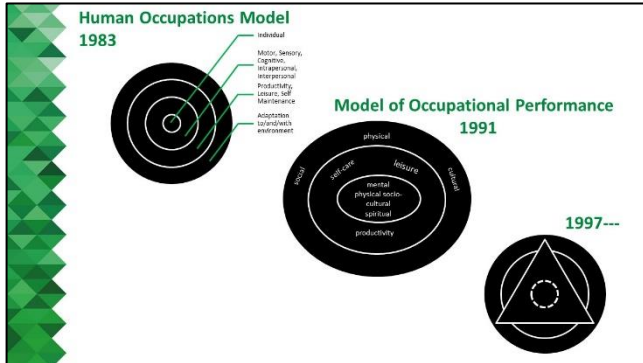 Human Occupations Model
1983
Individual
Motor, Sensory,
Cognitive,
Intrapersonal,
Interpersonal
Productivity,
Leisure, Self
Maintenance
Adaptation
to/and/with
environment
Model of Occupational Performance
1991
physical
social
self-care
leisure
cultural
mental
physical socio-
cultural
spiritual
productivity
1997---